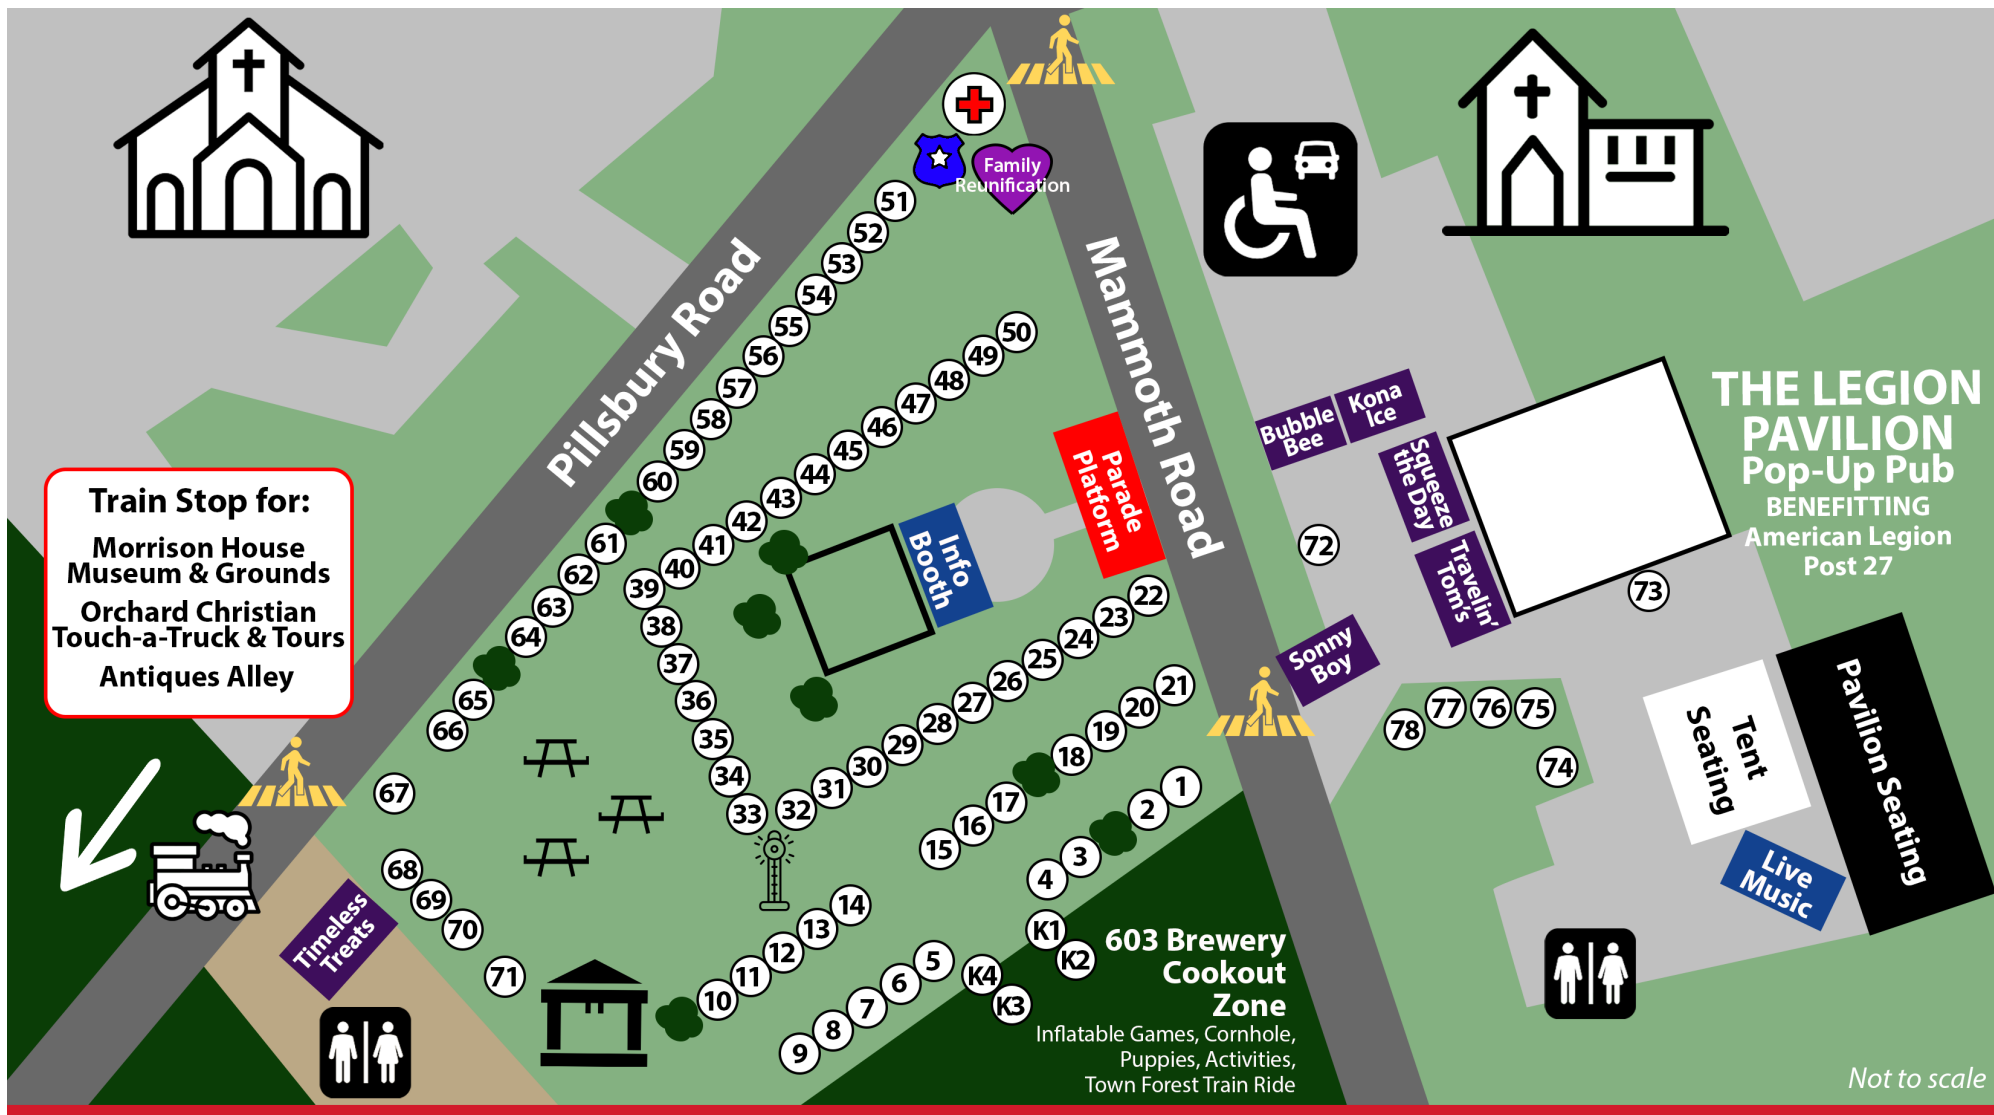 Family
Reunification
Pillsbury Road
Mammoth Road
51
52
53
54
55
56
57
58
59
60
61
62
63
64
65
66
67
68
69
70
71
50
49
48
47
46
45
44
43
42
41
40
39
38
37
36
35
34
33
32
31
30
29
28
27
26
25
24
23
22
21
20
19
18
17
16
15
14
13
12
11
10
1
2
3
4
5
6
7
8
9
K1
K2
K3
K4
Parade
Platform
Info
Booth
Train Stop for:
Morrison House
Museum & Grounds
Orchard Christian
Touch-a-Truck & Tours
Antiques Alley
Timeless
Treats
603 Brewery
Cookout
Zone
Inflatable Games, Cornhole,
Puppies, Activities,
Town Forest Train Ride
Bubble
Bee
Kona
Ice
Squeeze
the Day
Travelin'
Tom's
Sonny
Boy
72
73
74
75
76
77
78
THE LEGION
PAVILION
Pop-Up Pub
BENEFITTING
American Legion
Post 27
Tent
Seating
Pavilion Seating
Live
Music
Not to scale